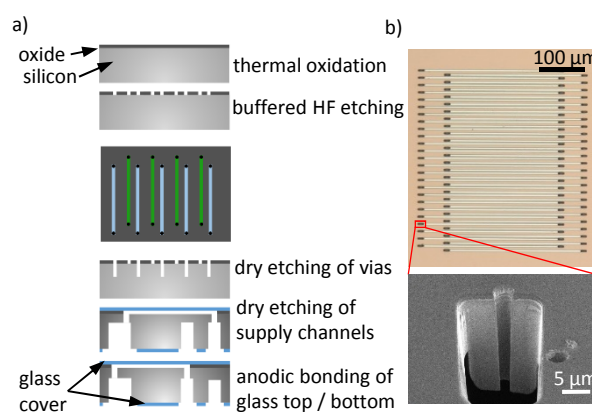 a)
oxide
silicon
thermal oxidation
buffered HF etching
dry etching of vias
dry etching of
supply channels
glass
cover
anodic bonding of
glass top / bottom
b)
100 µm
5 µm